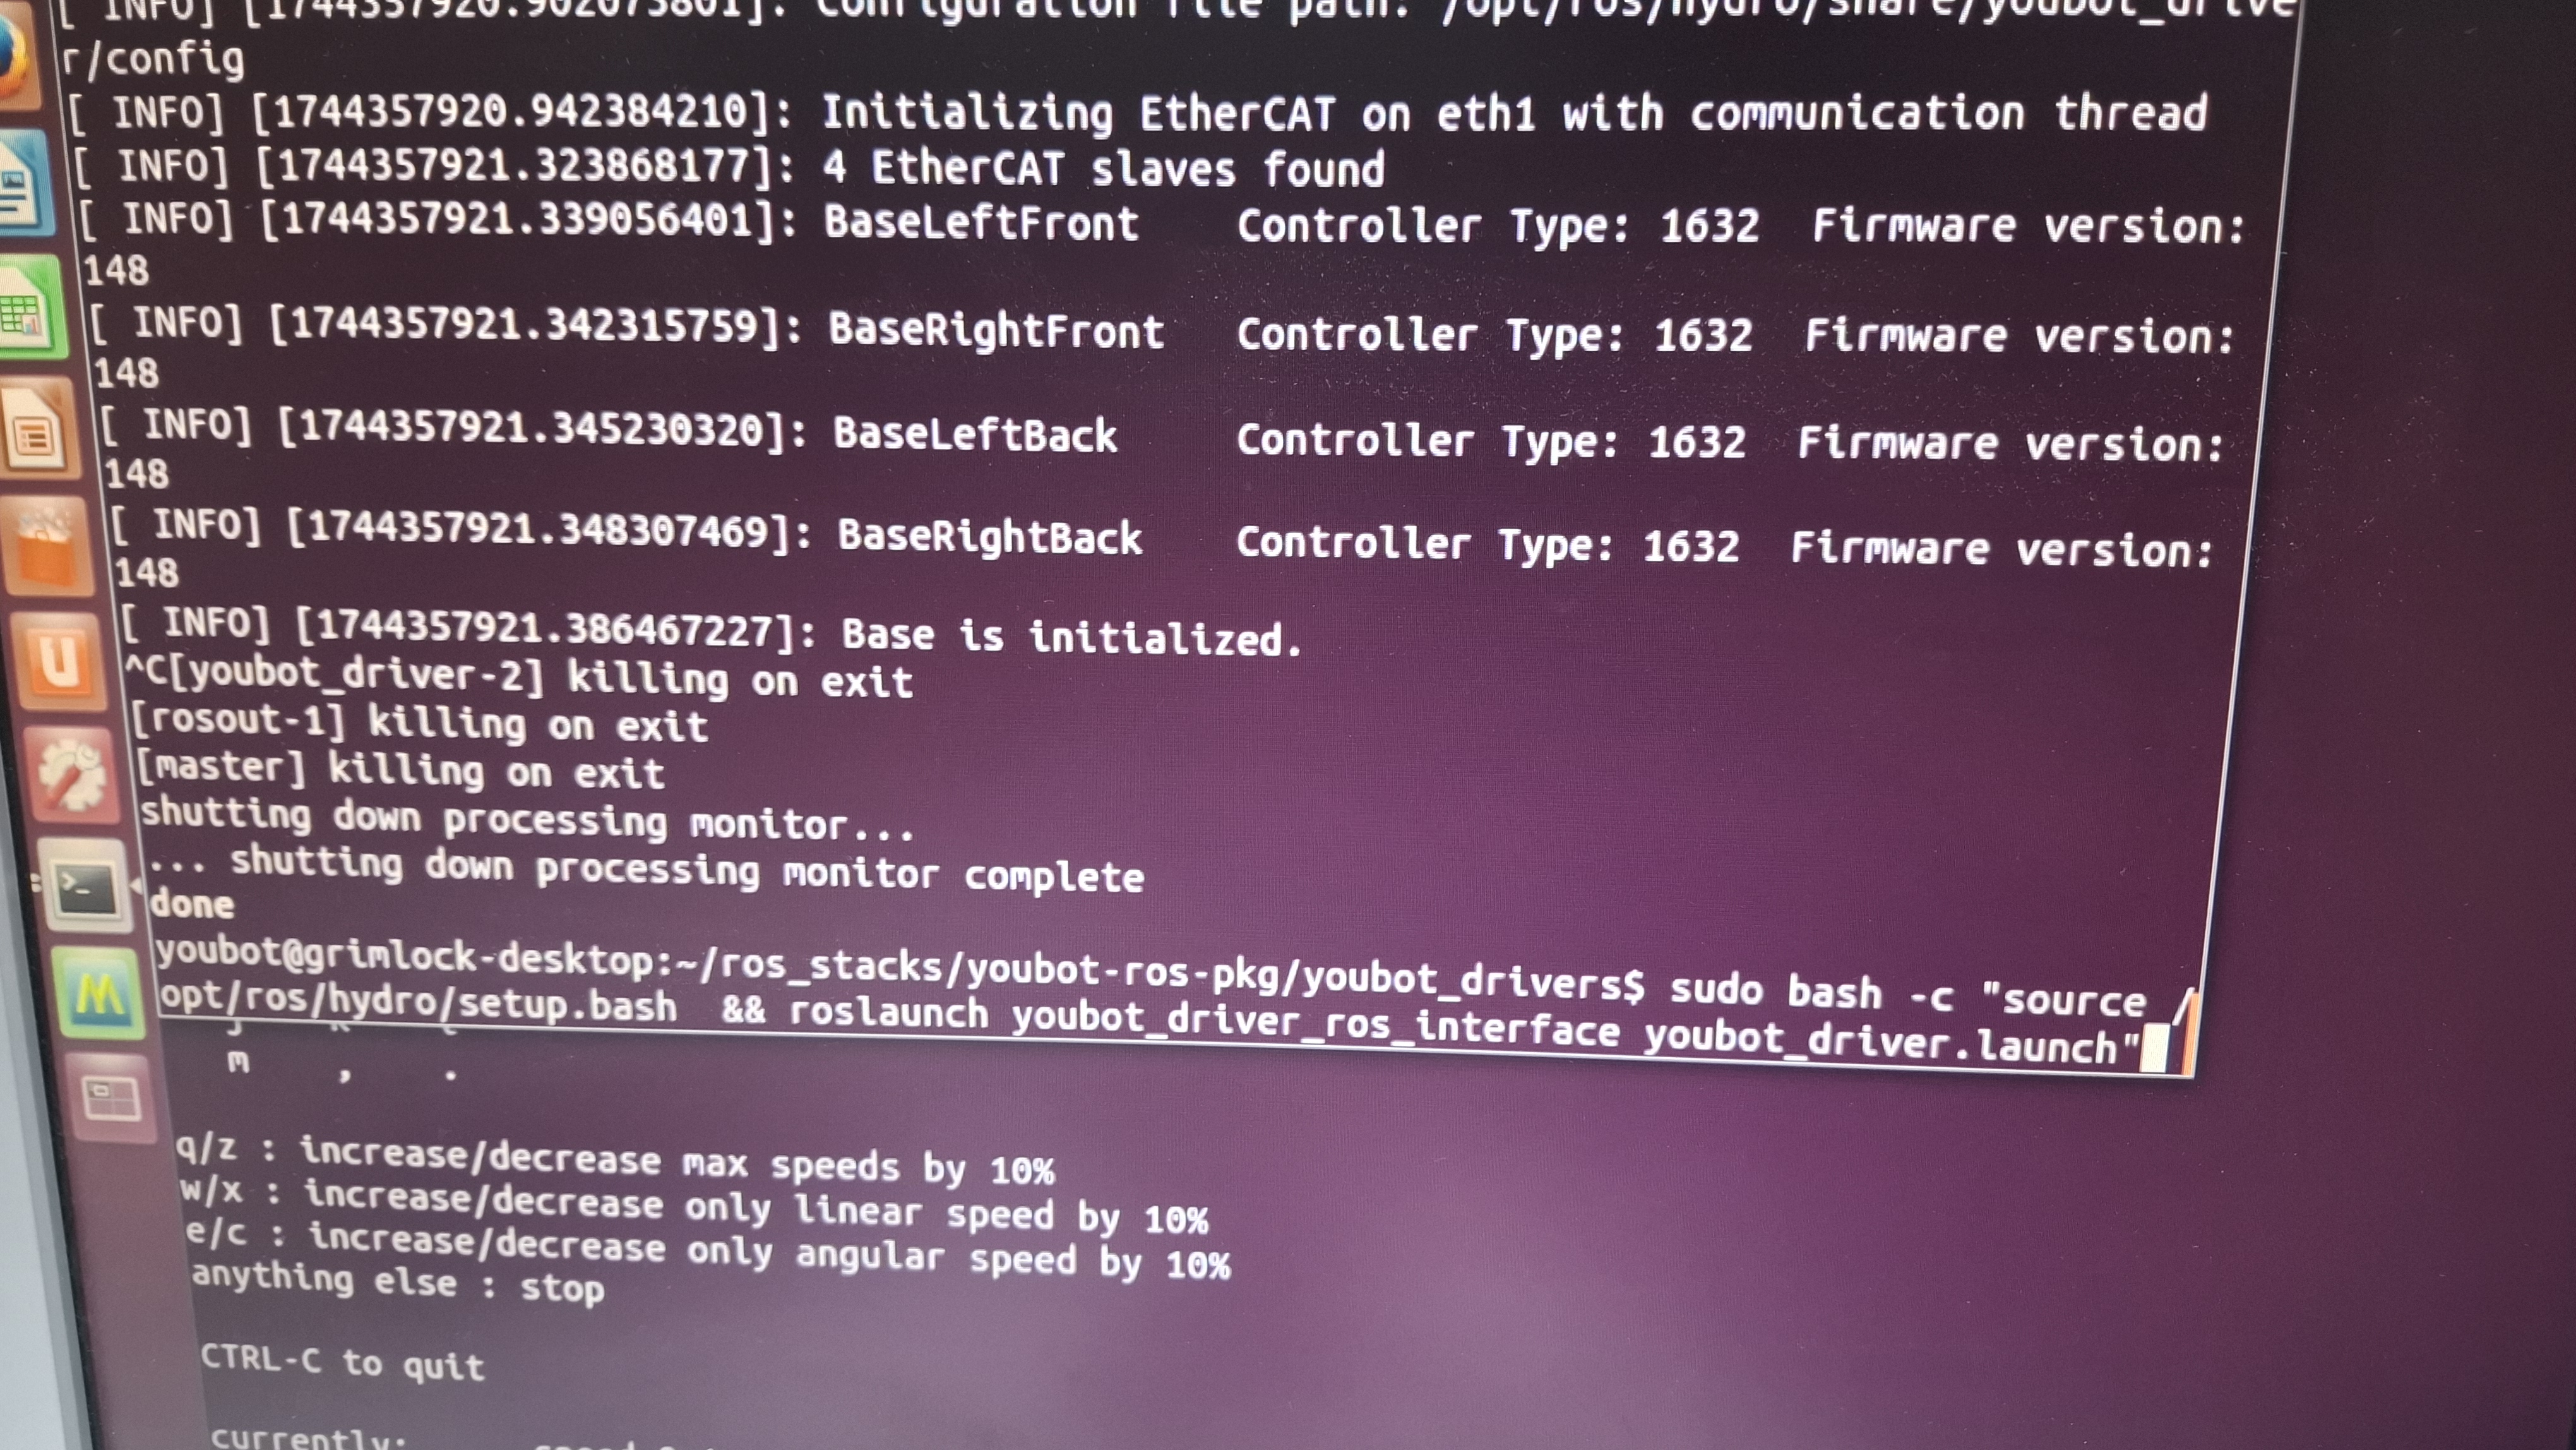 [ INFO] [1744357920.902073801]: Configuration file path: /opt/ros/hydro/share/youbot_drive
r/config
[ INFO] [1744357920.942384210]: Initializing EtherCAT on eth1 with communication thread
[ INFO] [1744357921.323868177]: 4 EtherCAT slaves found
[ INFO] [1744357921.339056401]: BaseLeftFront    Controller Type: 1632  Firmware version:
148
[ INFO] [1744357921.342315759]: BaseRightFront   Controller Type: 1632  Firmware version:
148
[ INFO] [1744357921.345230320]: BaseLeftBack     Controller Type: 1632  Firmware version:
148
[ INFO] [1744357921.348307469]: BaseRightBack    Controller Type: 1632  Firmware version:
148
[ INFO] [1744357921.386467227]: Base is initialized.
^C[youbot_driver-2] killing on exit
[rosout-1] killing on exit
[master] killing on exit
shutting down processing monitor...
... shutting down processing monitor complete
done
youbot@grimlock-desktop:~/ros_stacks/youbot-ros-pkg/youbot_drivers$ sudo bash -c "source /
opt/ros/hydro/setup.bash  && roslaunch youbot_driver_ros_interface youbot_driver.launch"
m    ,    .
q/z : increase/decrease max speeds by 10%
w/x : increase/decrease only linear speed by 10%
e/c : increase/decrease only angular speed by 10%
anything else : stop
CTRL-C to quit
currently: